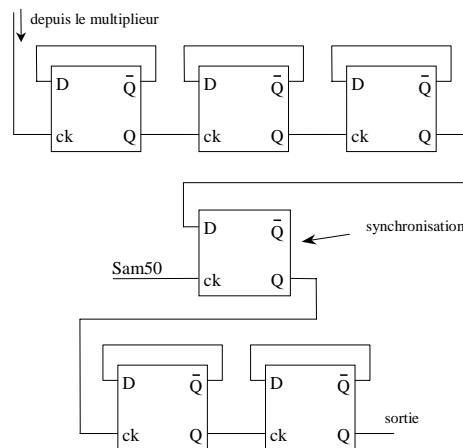 depuis le multiplieur
D Q̄ D Q̄ D Q̄
ck Q ck Q ck Q
D Q̄
synchronisation
Sam50
ck Q
D Q̄ D Q̄
sortie
ck Q ck Q